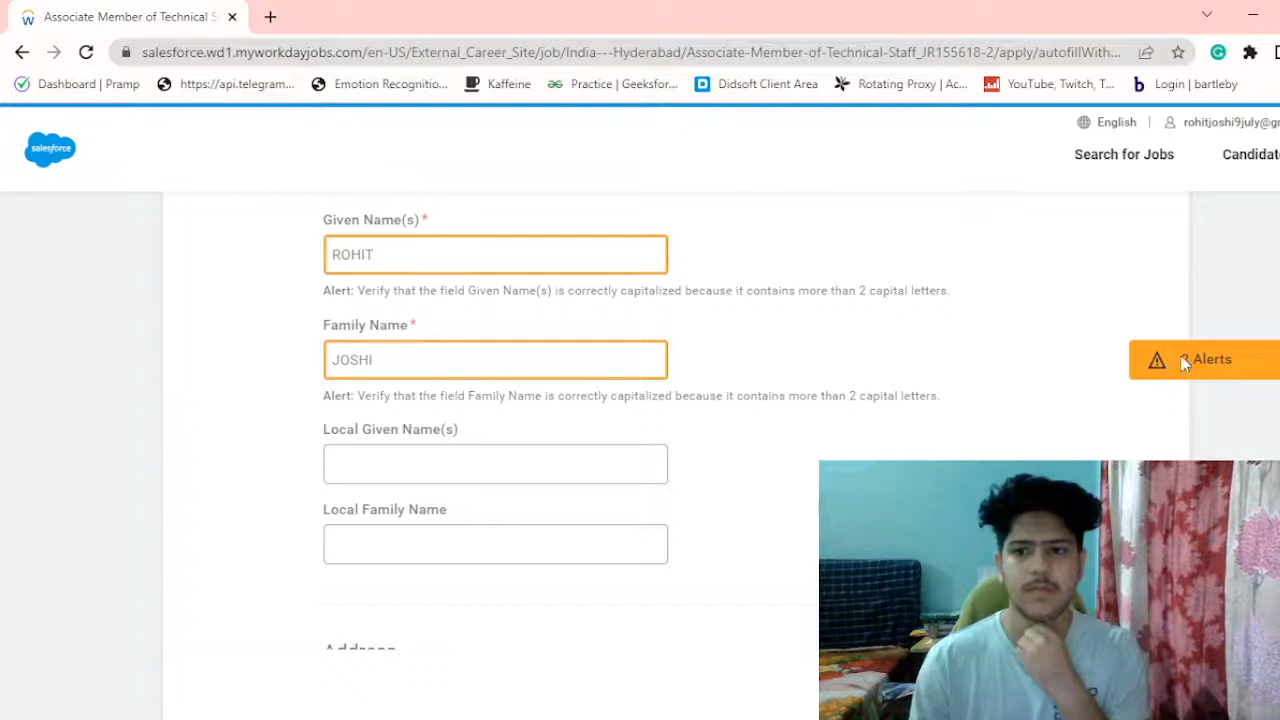 Associate Member of Technical S
salesforce.wd1.myworkdayjobs.com/en-US/External_Career_Site/job/India---Hyderabad/Associate-Member-of-Technical-Staff_JR155618-2/apply/autofillWith...
Dashboard | Pramp
https://api.telegram...
Emotion Recognitio...
Kaffeine
Practice | Geeksfor...
Didsoft Client Area
Rotating Proxy | Ac...
YouTube, Twitch, T...
Login | bartleby
English
rohitjoshi9july@gm
salesforce
Search for Jobs
Candidat
Given Name(s)*
ROHIT
Alert: Verify that the field Given Name(s) is correctly capitalized because it contains more than 2 capital letters.
Family Name*
JOSHI
Alerts
Alert: Verify that the field Family Name is correctly capitalized because it contains more than 2 capital letters.
Local Given Name(s)
Local Family Name
Address